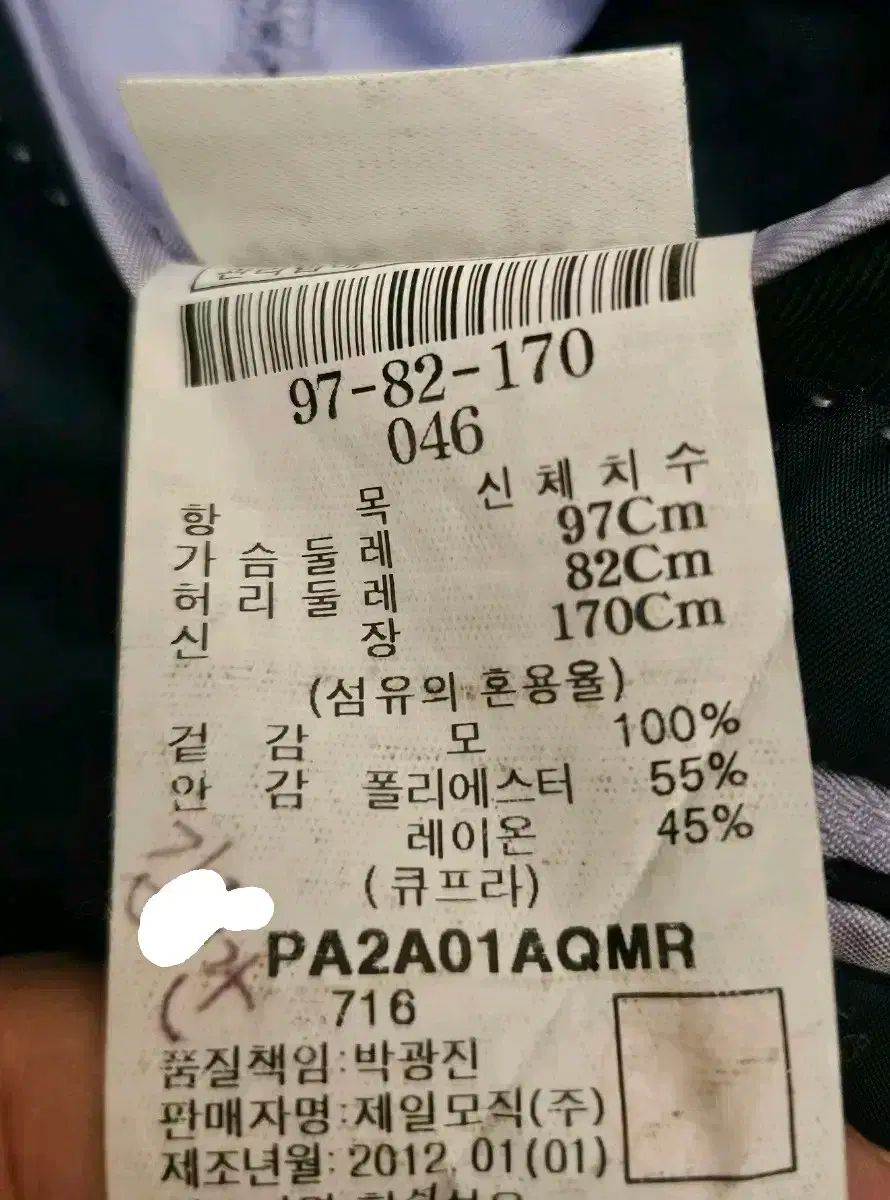 97-82-170
046
항 목 신 체 치 수
가 슴 둘 레 97Cm
허 리 둘 레 82Cm
신 장 170Cm
(섬유의 혼용율)
겉 감 모 100%
안 감 폴리에스터 55%
레이온 45%
(큐프라)
PA2A01AQMR
716
품질책임:박광진
판매자명:제일모직(주)
제조년월:2012.01(01)